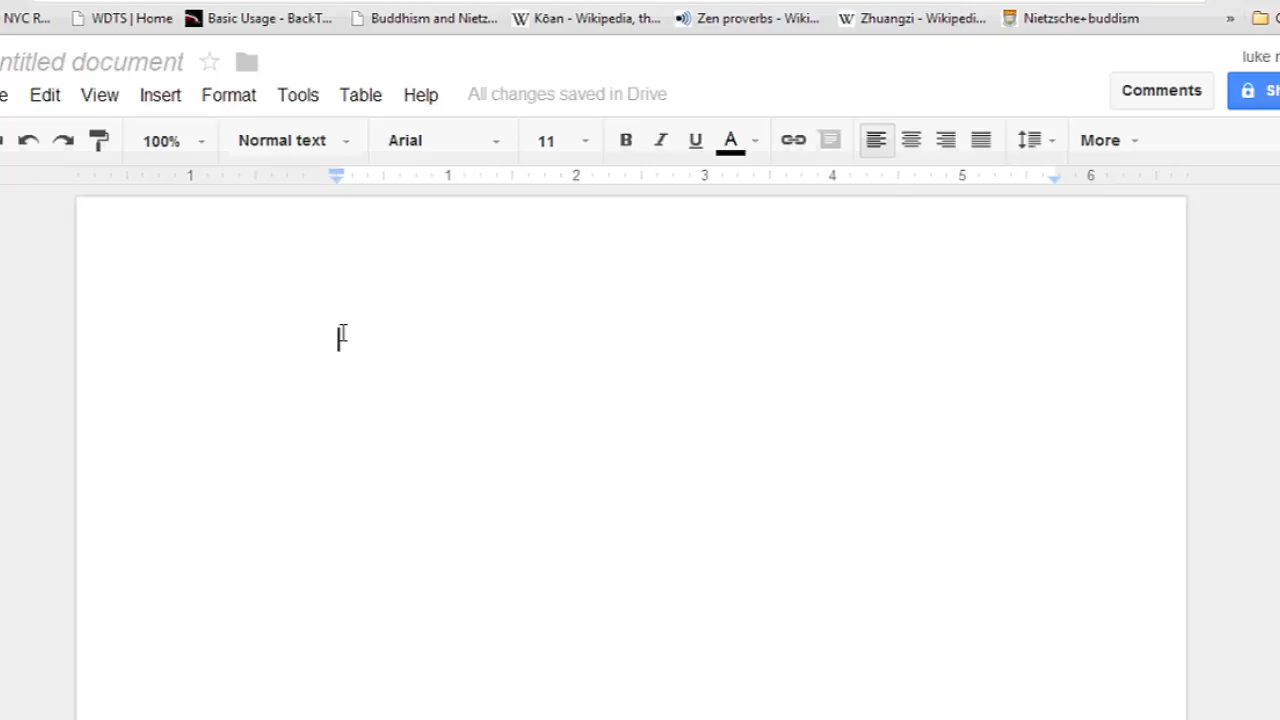 NYC R... WDTS | Home Basic Usage - BackT... Buddhism and Nietz... Kōan - Wikipedia, th... Zen proverbs - Wiki... Zhuangzi - Wikipedi... Nietzsche+buddism »
ntitled document luke
e Edit View Insert Format Tools Table Help All changes saved in Drive Comments Sh
100% Normal text Arial 11 B I U A More
1 1 2 3 4 5 6